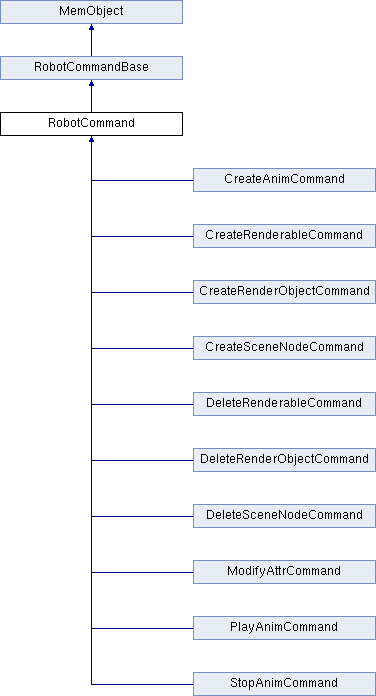 MemObject
RobotCommandBase
RobotCommand
CreateAnimCommand
CreateRenderableCommand
CreateRenderObjectCommand
CreateSceneNodeCommand
DeleteRenderableCommand
DeleteRenderObjectCommand
DeleteSceneNodeCommand
ModifyAttrCommand
PlayAnimCommand
StopAnimCommand